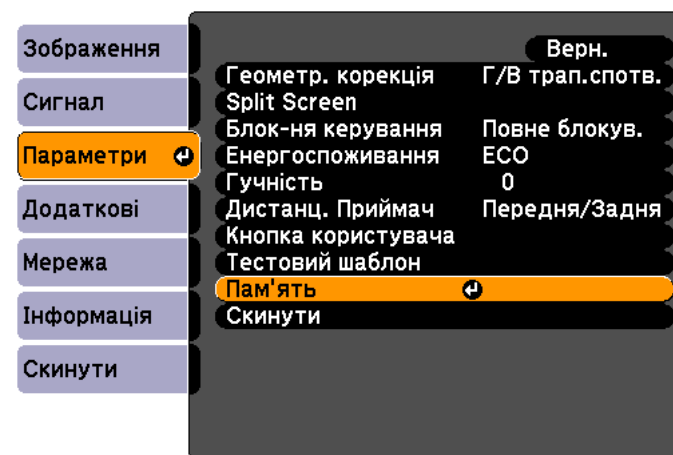 Зображення
Сигнал
Параметри
Додаткові
Мережа
Інформація
Скинути
Верн.
Геометр. корекція Г/В трап.спотв.
Split Screen
Блок-ня керування Повне блокув.
Енергоспоживання ECO
Гучність 0
Дистанц. Приймач Передня/Задня
Кнопка користувача
Тестовий шаблон
Пам'ять
Скинути